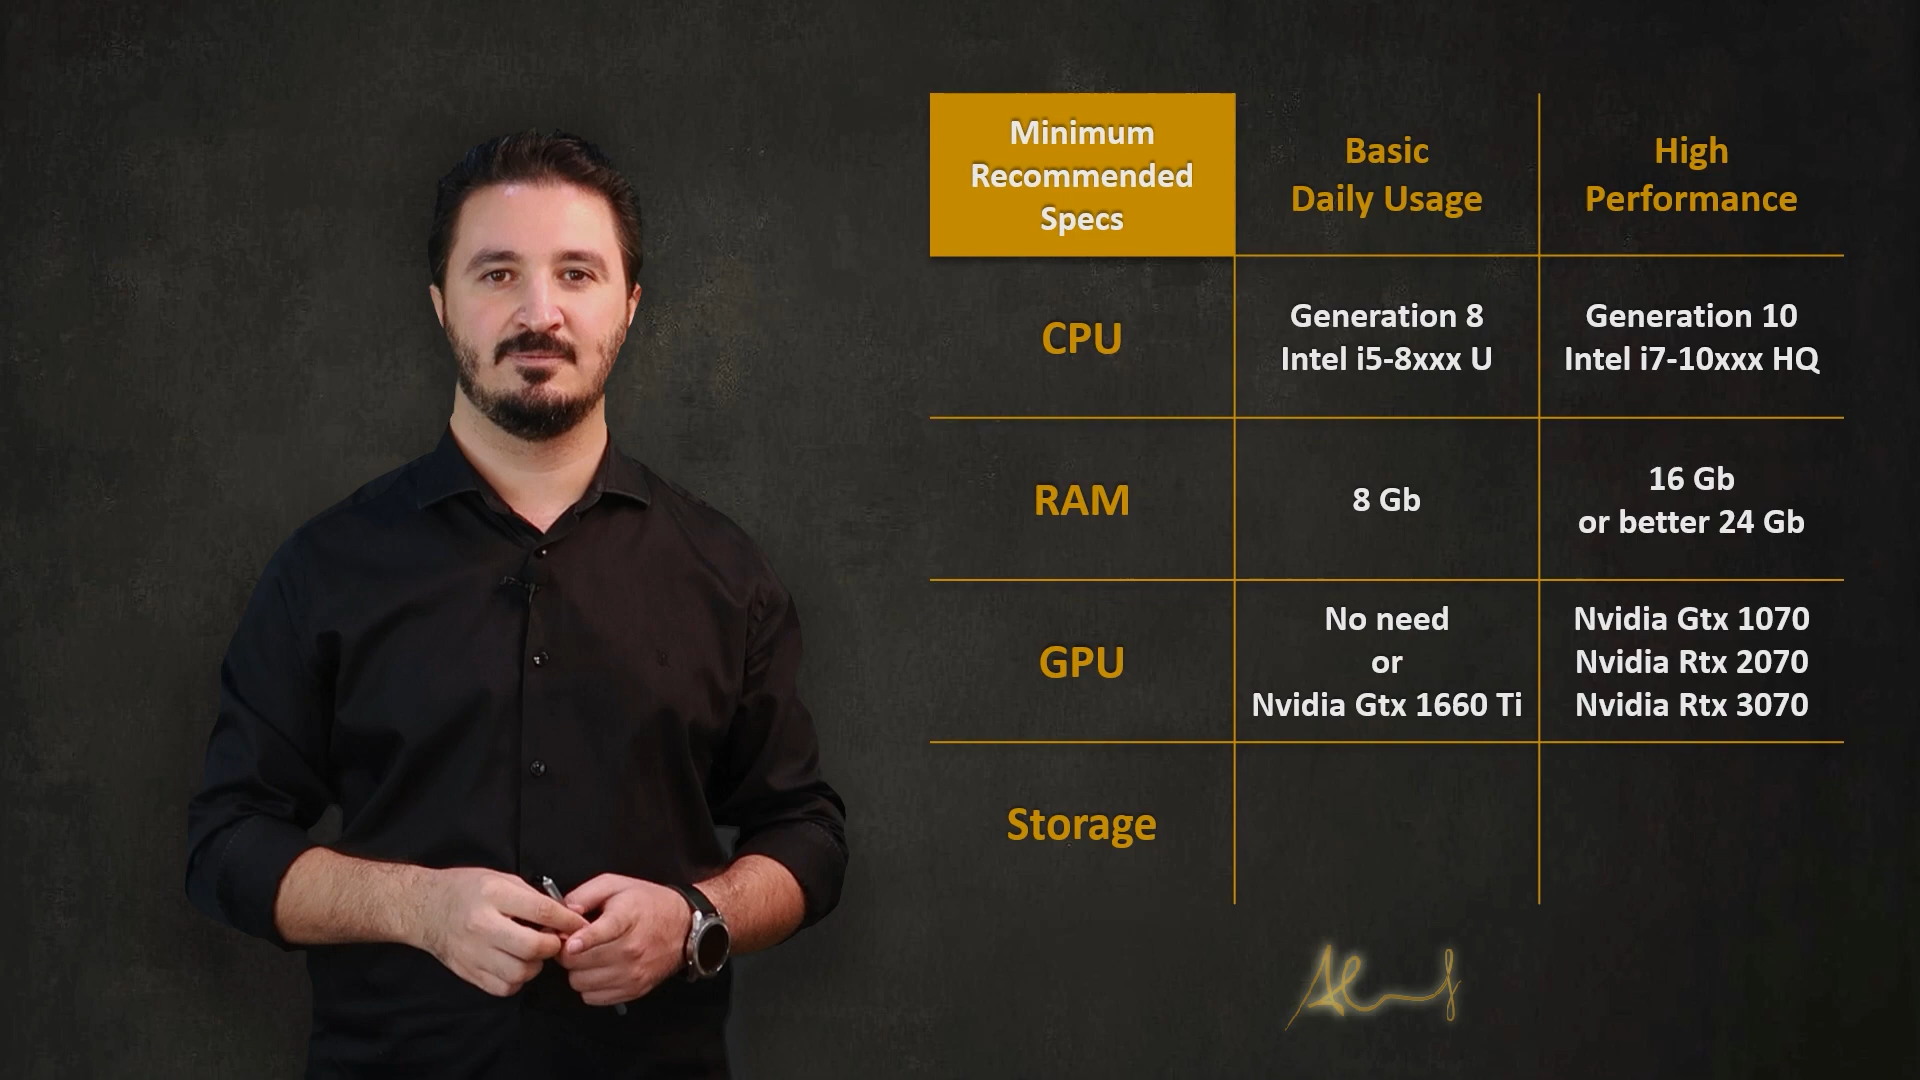 Minimum
Recommended
Specs
Basic
Daily Usage
High
Performance
CPU
Generation 8
Intel i5-8xxx U
Generation 10
Intel i7-10xxx HQ
RAM
8 Gb
16 Gb
or better 24 Gb
GPU
No need
or
Nvidia Gtx 1660 Ti
Nvidia Gtx 1070
Nvidia Rtx 2070
Nvidia Rtx 3070
Storage